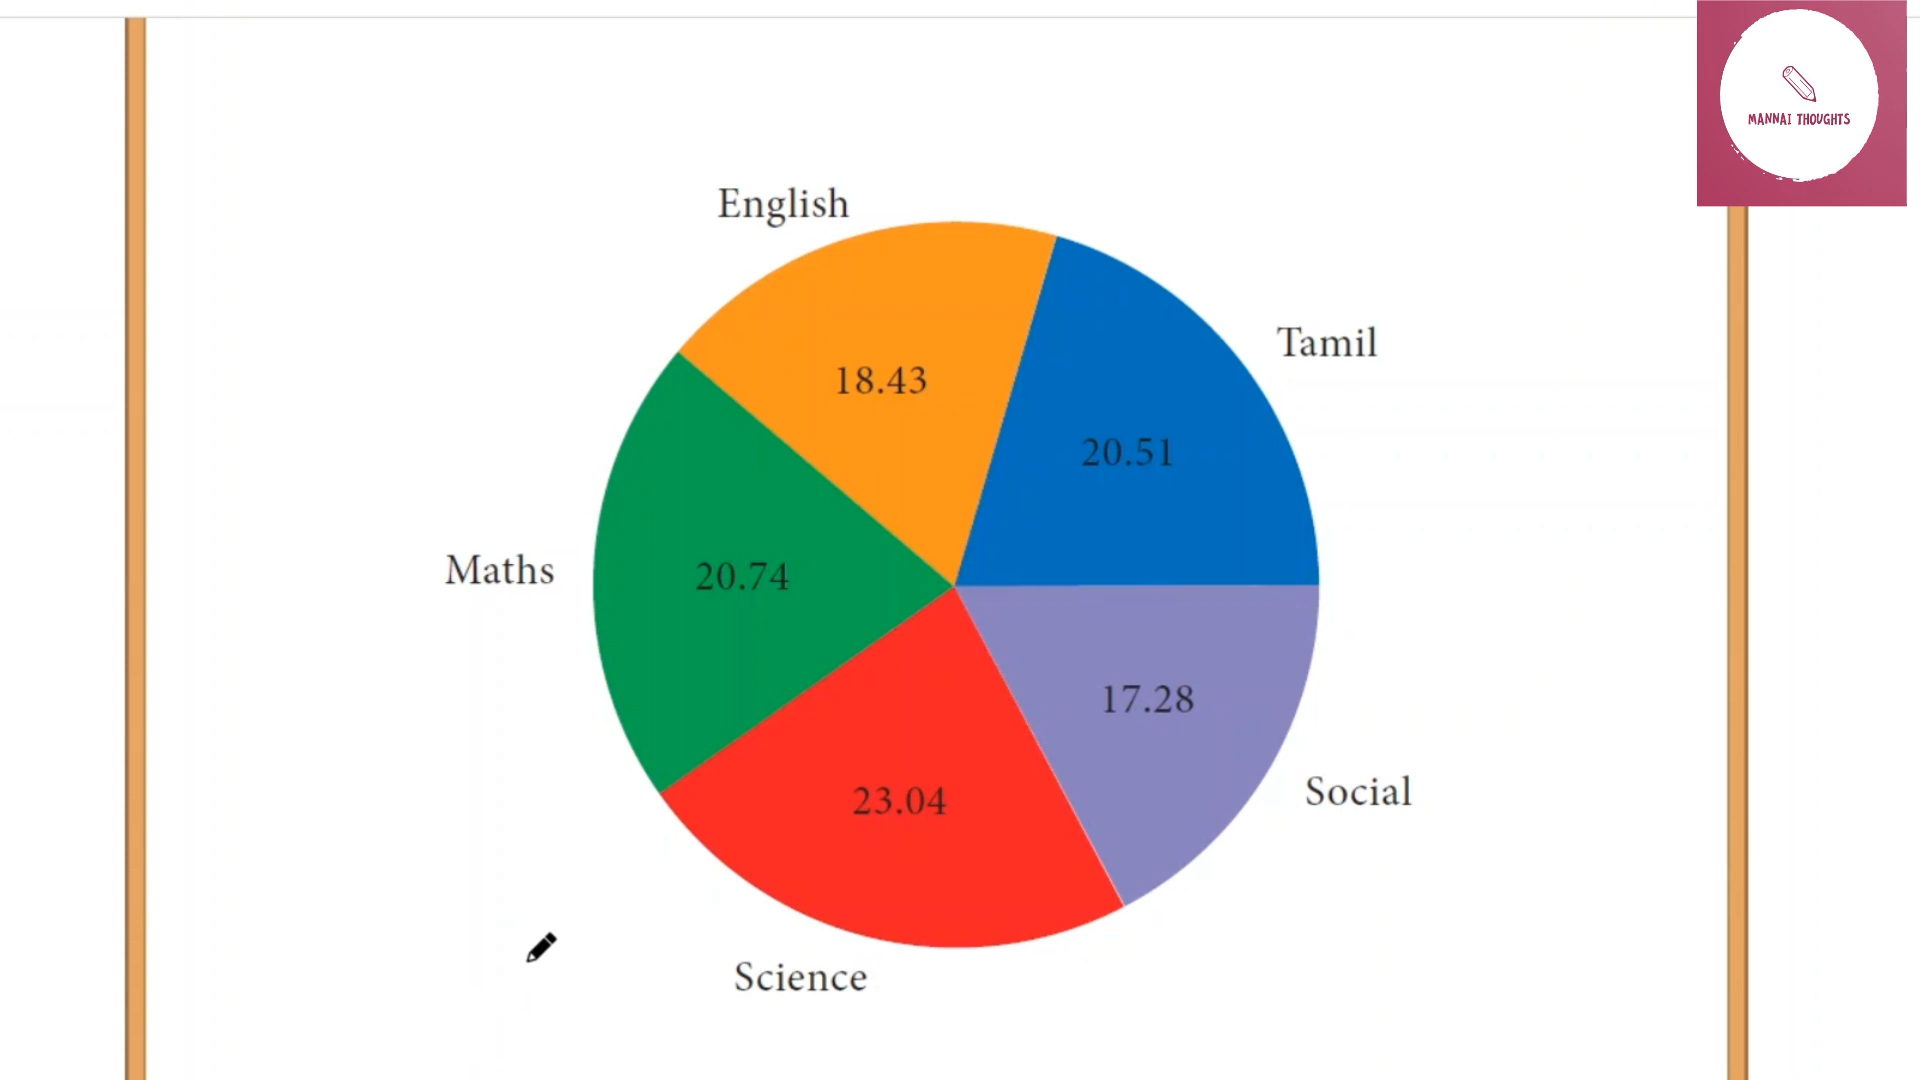 MANNAI THOUGHTS
English
Tamil
18.43
20.51
Maths
20.74
17.28
Social
23.04
Science